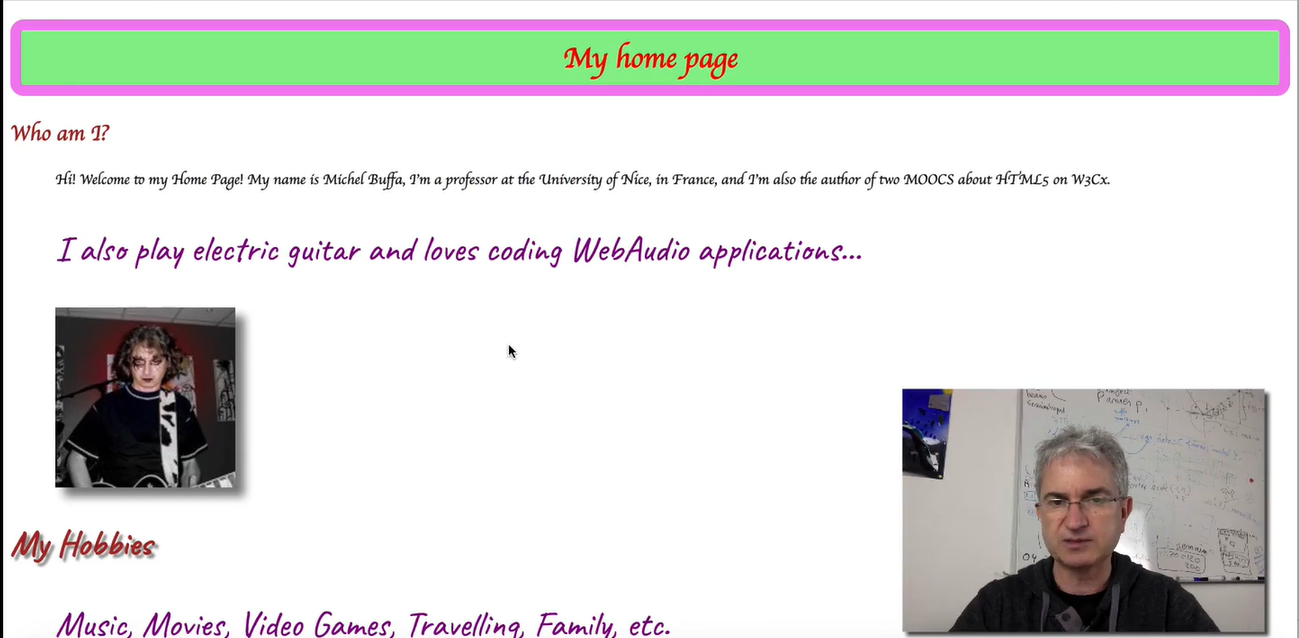 My home page
Who am I?
Hi! Welcome to my Home Page! My name is Michel Buffa, I'm a professor at the University of Nice, in France, and I'm also the author of two MOOCS about HTML5 on W3Cx.
I also play electric guitar and loves coding WebAudio applications...
My Hobbies
Music, Movies, Video Games, Travelling, Family, etc.